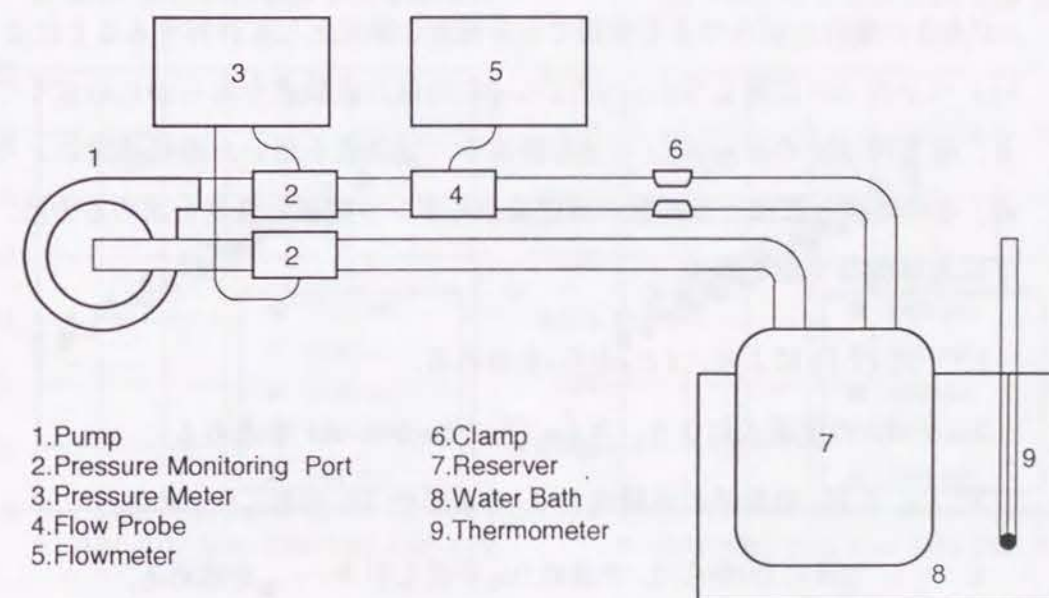 3
5
1
6
2
4
2
7
9
8
1.Pump
2.Pressure Monitoring Port
3.Pressure Meter
4.Flow Probe
5.Flowmeter
6.Clamp
7.Reserver
8.Water Bath
9.Thermometer